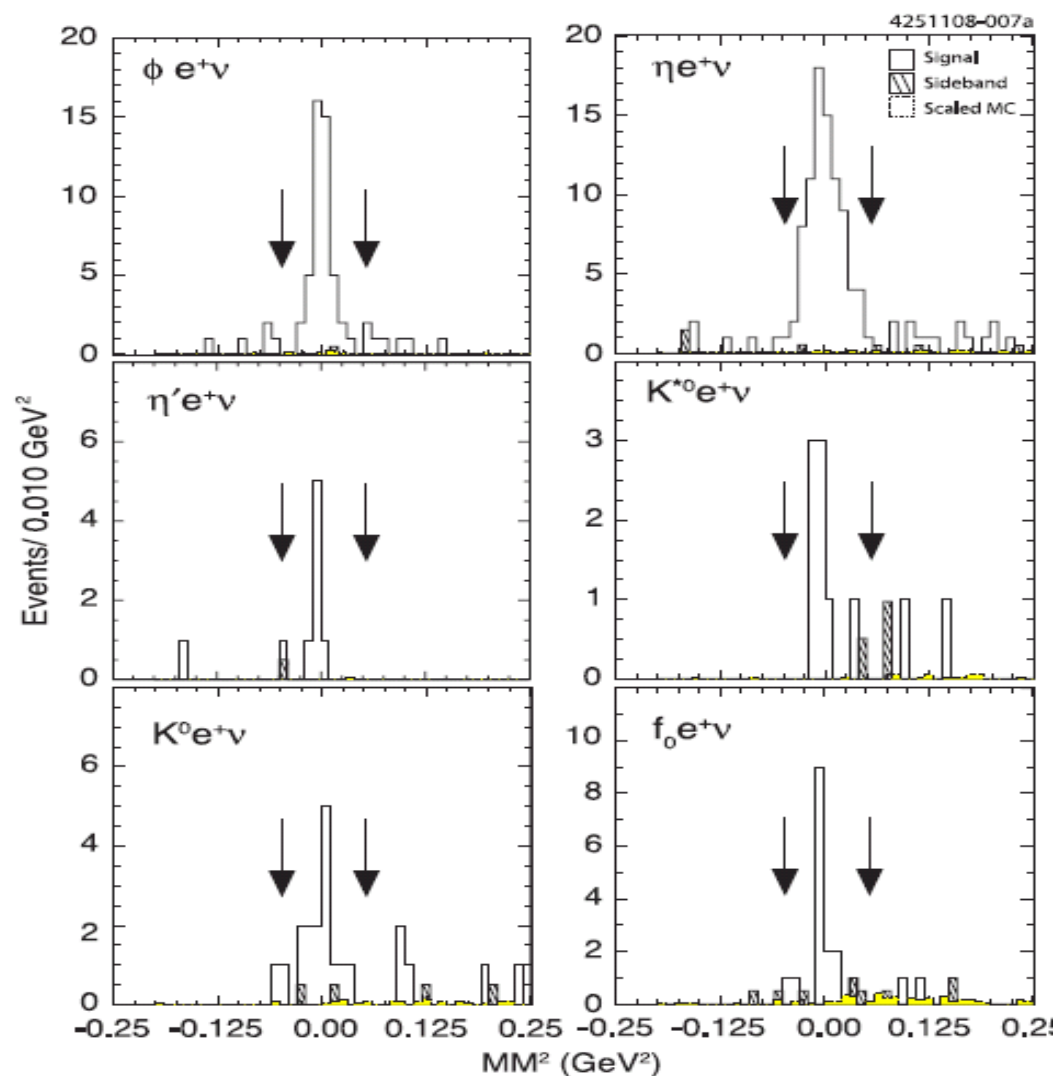 4251108-007a
20
15
10
5
0
ϕ e⁺ν
20
15
10
5
0
ηe⁺ν
Signal
Sideband
Scaled MC
Events/ 0.010 GeV²
6
4
2
0
η′e⁺ν
3
2
1
0
K*⁰e⁺ν
6
4
2
0
K⁰e⁺ν
10
8
6
4
2
0
f₀e⁺ν
-0.25 -0.125 0.00 0.125 0.25
-0.25 -0.125 0.00 0.125 0.25
MM² (GeV²)